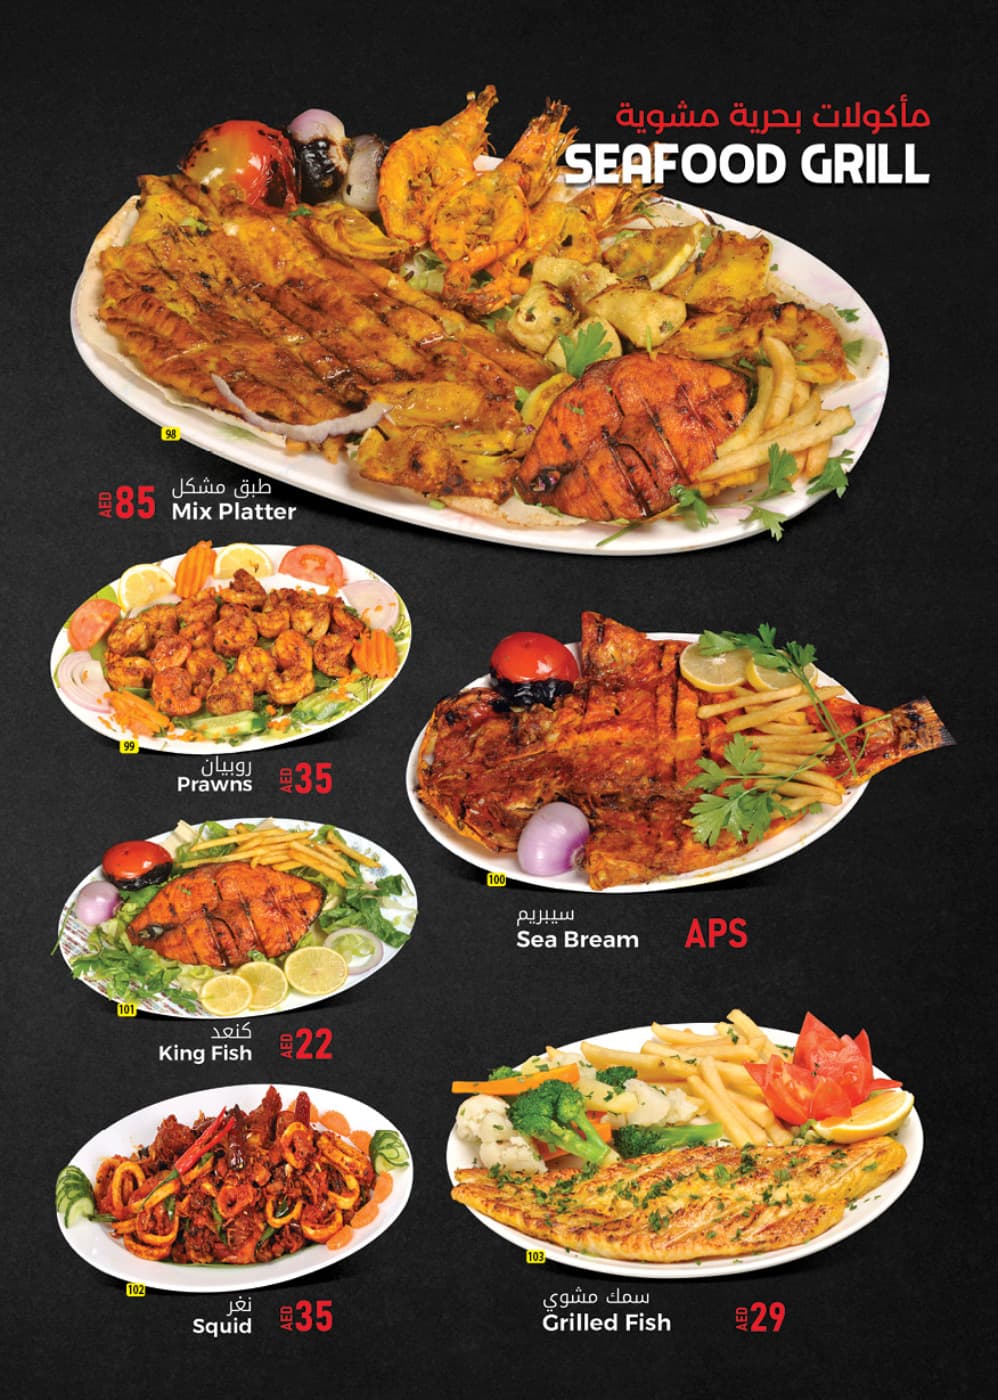 مأكولات بحرية مشوية
SEAFOOD GRILL
98
طبق مشكل
Mix Platter
AED 85
99
روبيان
Prawns
AED 35
100
سيبريم
Sea Bream
APS
101
كنعد
King Fish
AED 22
102
نغر
Squid
AED 35
103
سمك مشوي
Grilled Fish
AED 29